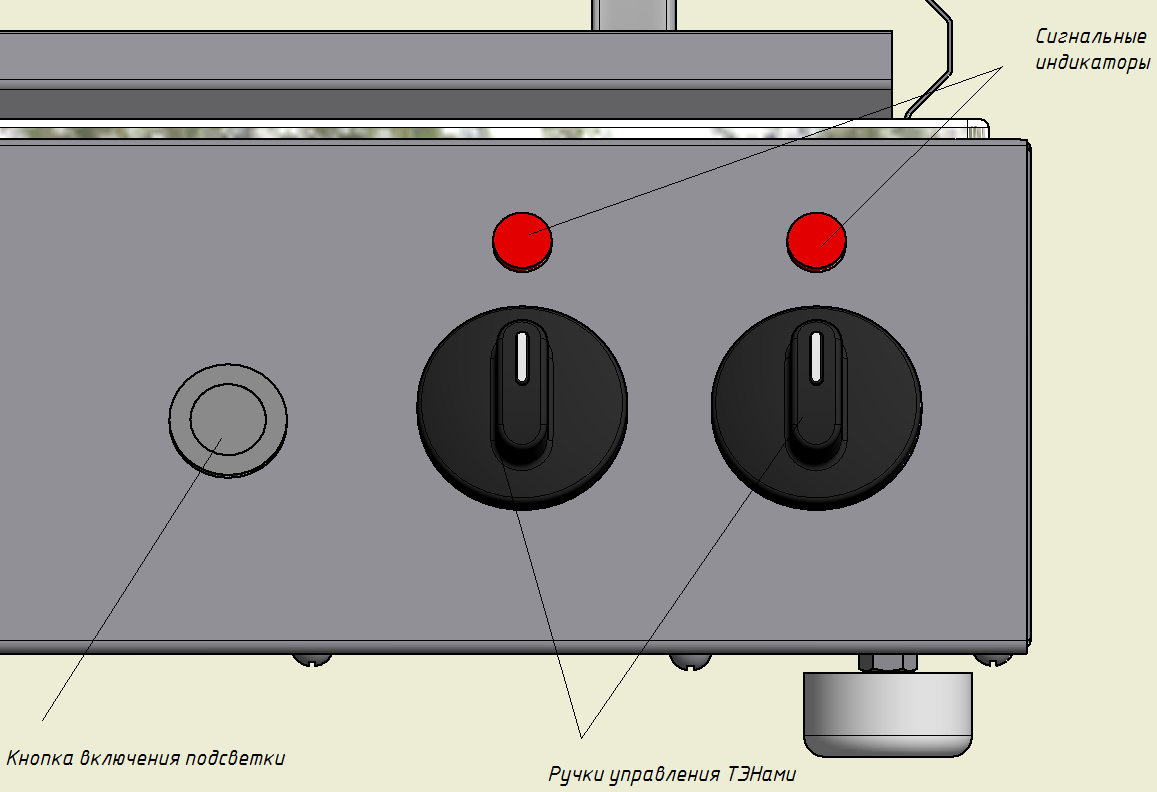 Сигнальные
индикаторы
Кнопка включения подсветки
Ручки управления ТЭНами